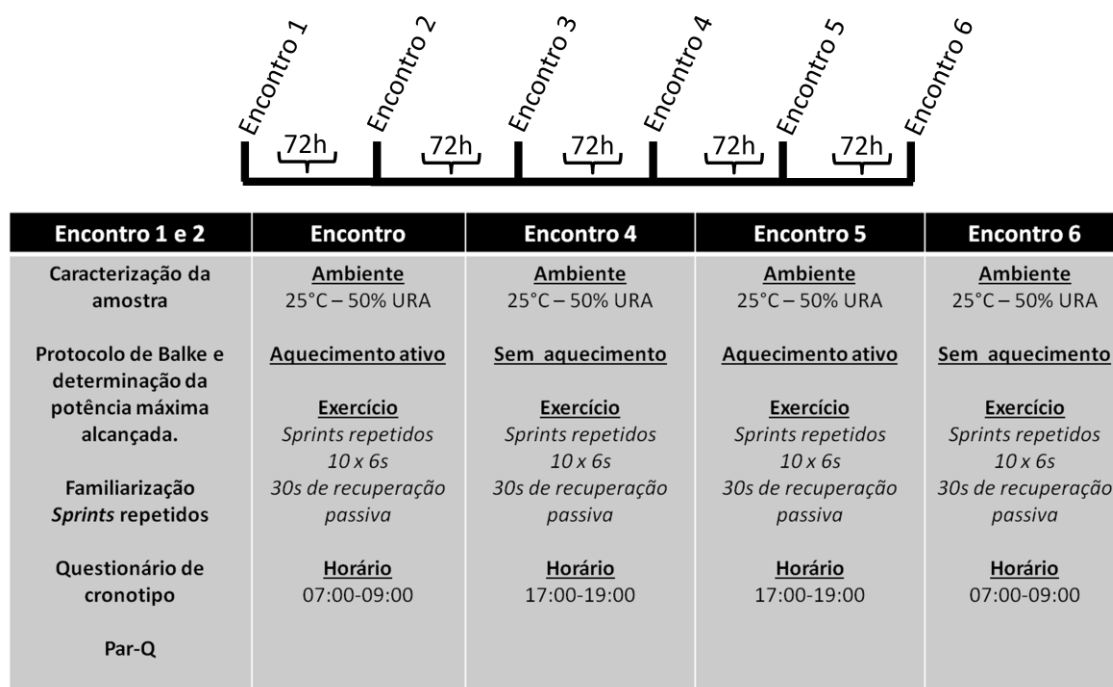 Encontro 1
Encontro 2
Encontro 3
Encontro 4
Encontro 5
Encontro 6
72h
72h
72h
72h
72h
Encontro 1 e 2
Caracterização da
amostra
Protocolo de Balke e
determinação da
potência máxima
alcançada.
Familiarização
Sprints repetidos
Questionário de
cronotipo
Par-Q
Encontro
Ambiente
25°C – 50% URA
Aquecimento ativo
Exercício
Sprints repetidos
10 x 6s
30s de recuperação
passiva
Horário
07:00-09:00
Encontro 4
Ambiente
25°C – 50% URA
Sem aquecimento
Exercício
Sprints repetidos
10 x 6s
30s de recuperação
passiva
Horário
17:00-19:00
Encontro 5
Ambiente
25°C – 50% URA
Aquecimento ativo
Exercício
Sprints repetidos
10 x 6s
30s de recuperação
passiva
Horário
17:00-19:00
Encontro 6
Ambiente
25°C – 50% URA
Sem aquecimento
Exercício
Sprints repetidos
10 x 6s
30s de recuperação
passiva
Horário
07:00-09:00